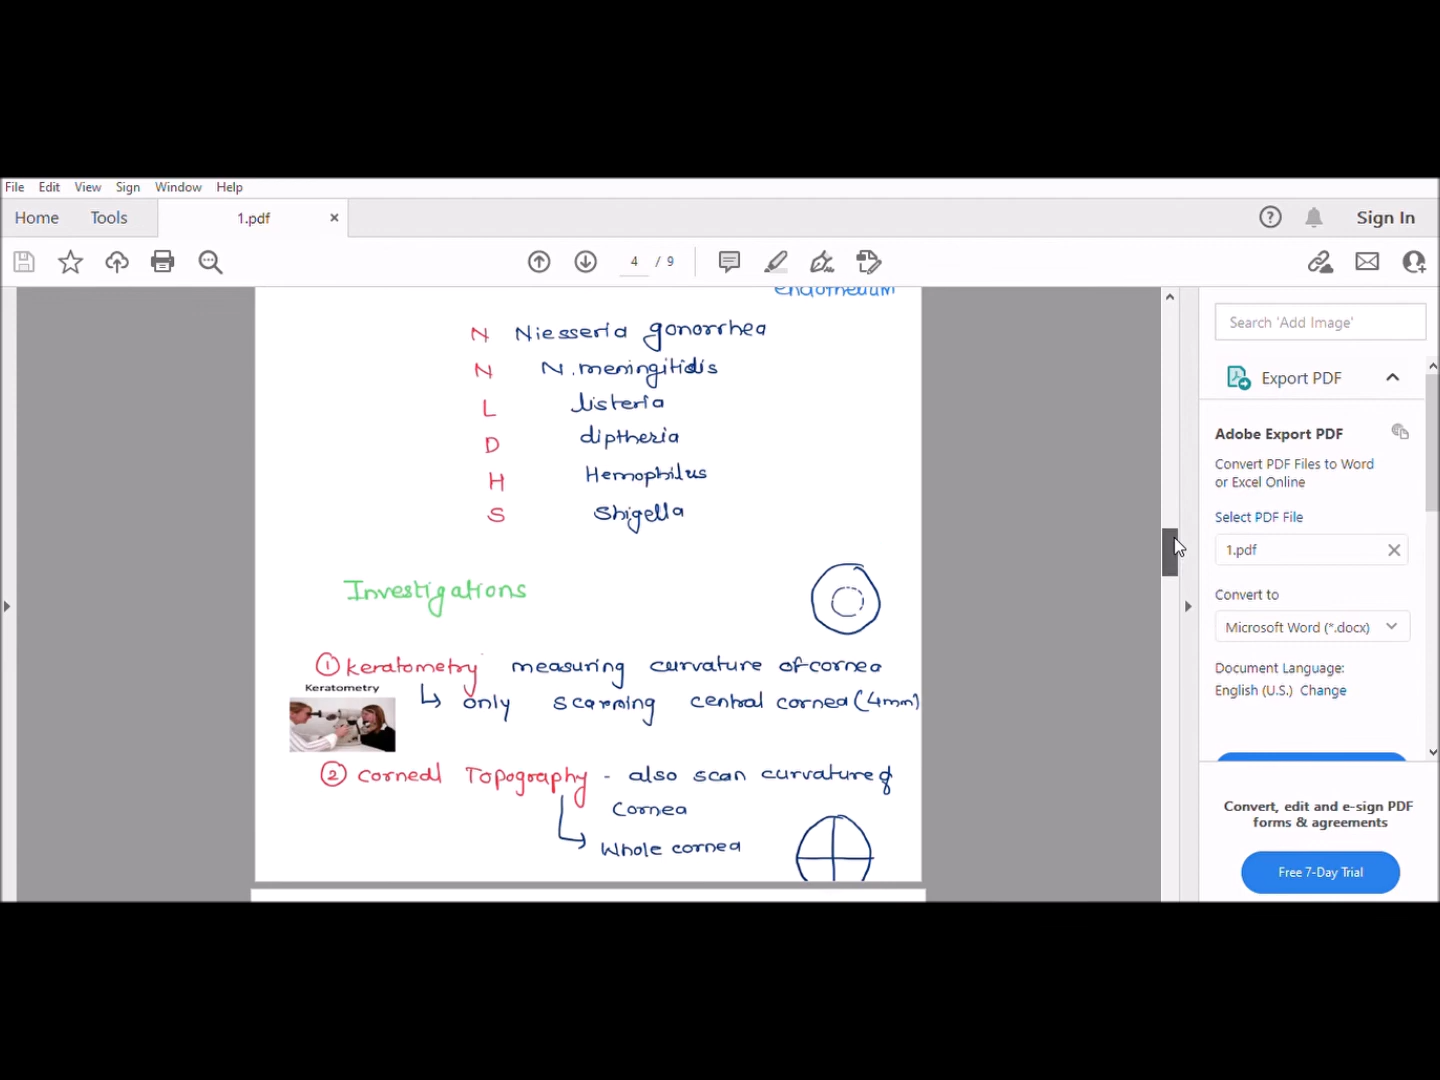 File Edit View Sign Window Help
Home Tools 1.pdf × Sign In
4 / 9
endothelium
N Niesseria gonorrhea
N N. meningitidis
L listeria
D diptheria
H Hemophilus
S Shigella
Investigations
① keratometry measuring curvature of cornea
Keratometry
↳ only scanning central cornea (4mm)
② Corneal Topography - also scan curvature of
Cornea
↳ Whole cornea
Search 'Add Image'
Export PDF
Adobe Export PDF
Convert PDF Files to Word
or Excel Online
Select PDF File
1.pdf
Convert to
Microsoft Word (*.docx)
Document Language:
English (U.S.) Change
Convert, edit and e-sign PDF
forms & agreements
Free 7-Day Trial